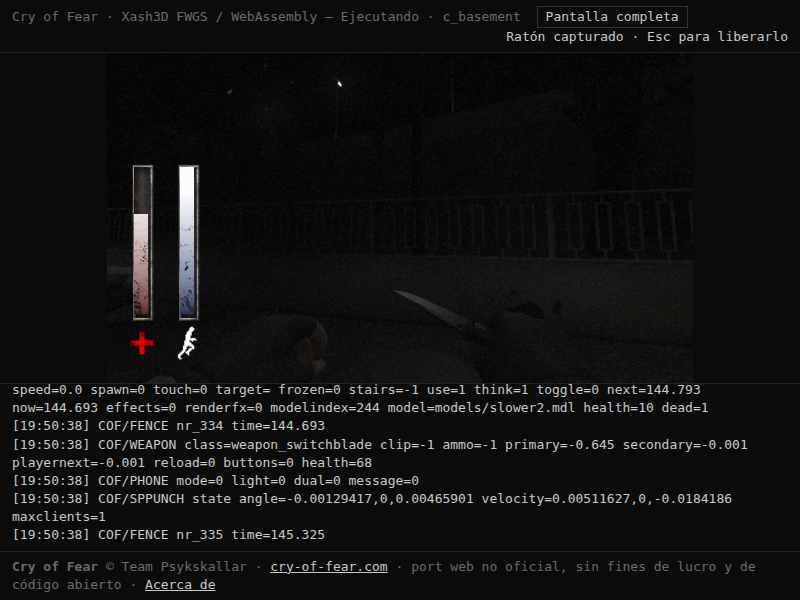 Cry of Fear · Xash3D FWGS / WebAssembly — Ejecutando · c_basement
Pantalla completa
Ratón capturado · Esc para liberarlo
speed=0.0 spawn=0 touch=0 target= frozen=0 stairs=-1 use=1 think=1 toggle=0 next=144.793
now=144.693 effects=0 renderfx=0 modelindex=244 model=models/slower2.mdl health=10 dead=1
[19:50:38] COF/FENCE nr_334 time=144.693
[19:50:38] COF/WEAPON class=weapon_switchblade clip=-1 ammo=-1 primary=-0.645 secondary=-0.001
playernext=-0.001 reload=0 buttons=0 health=68
[19:50:38] COF/PHONE mode=0 light=0 dual=0 message=0
[19:50:38] COF/SPPUNCH state angle=-0.00129417,0,0.00465901 velocity=0.00511627,0,-0.0184186
maxclients=1
[19:50:38] COF/FENCE nr_335 time=145.325
Cry of Fear © Team Psykskallar · cry-of-fear.com · port web no oficial, sin fines de lucro y de
código abierto · Acerca de